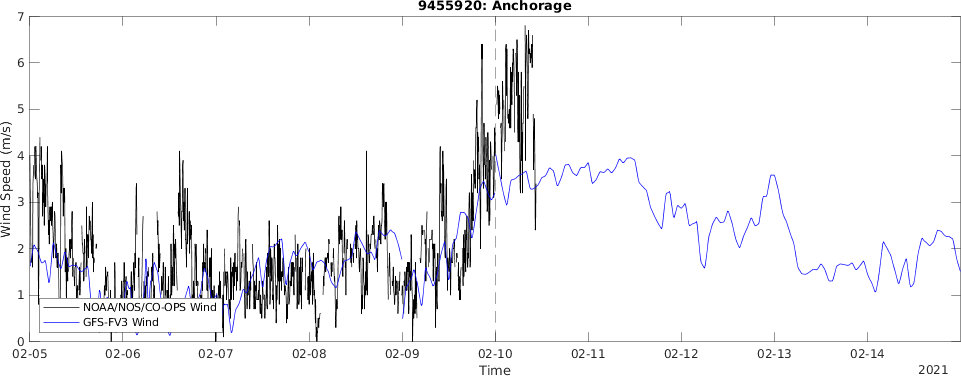 9455920: Anchorage
7
6
5
4
3
2
1
0
Wind Speed (m/s)
NOAA/NOS/CO-OPS Wind
GFS-FV3 Wind
02-05 02-06 02-07 02-08 02-09 02-10 02-11 02-12 02-13 02-14
Time
2021